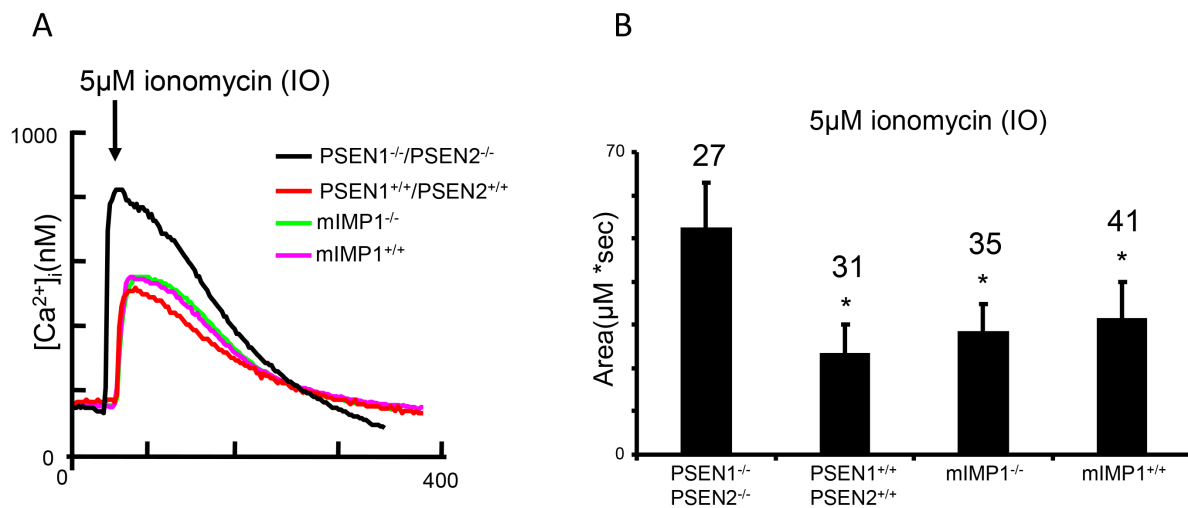 A
5µM ionomycin (IO)
1000
[Ca²⁺]ᵢ(nM)
0
0
400
PSEN1⁻/⁻/PSEN2⁻/⁻
PSEN1⁺/⁺/PSEN2⁺/⁺
mIMP1⁻/⁻
mIMP1⁺/⁺
B
5µM ionomycin (IO)
70
Area(µM *sec)
0
27
31
*
35
*
41
*
PSEN1⁻/⁻
PSEN2⁻/⁻
PSEN1⁺/⁺
PSEN2⁺/⁺
mIMP1⁻/⁻
mIMP1⁺/⁺